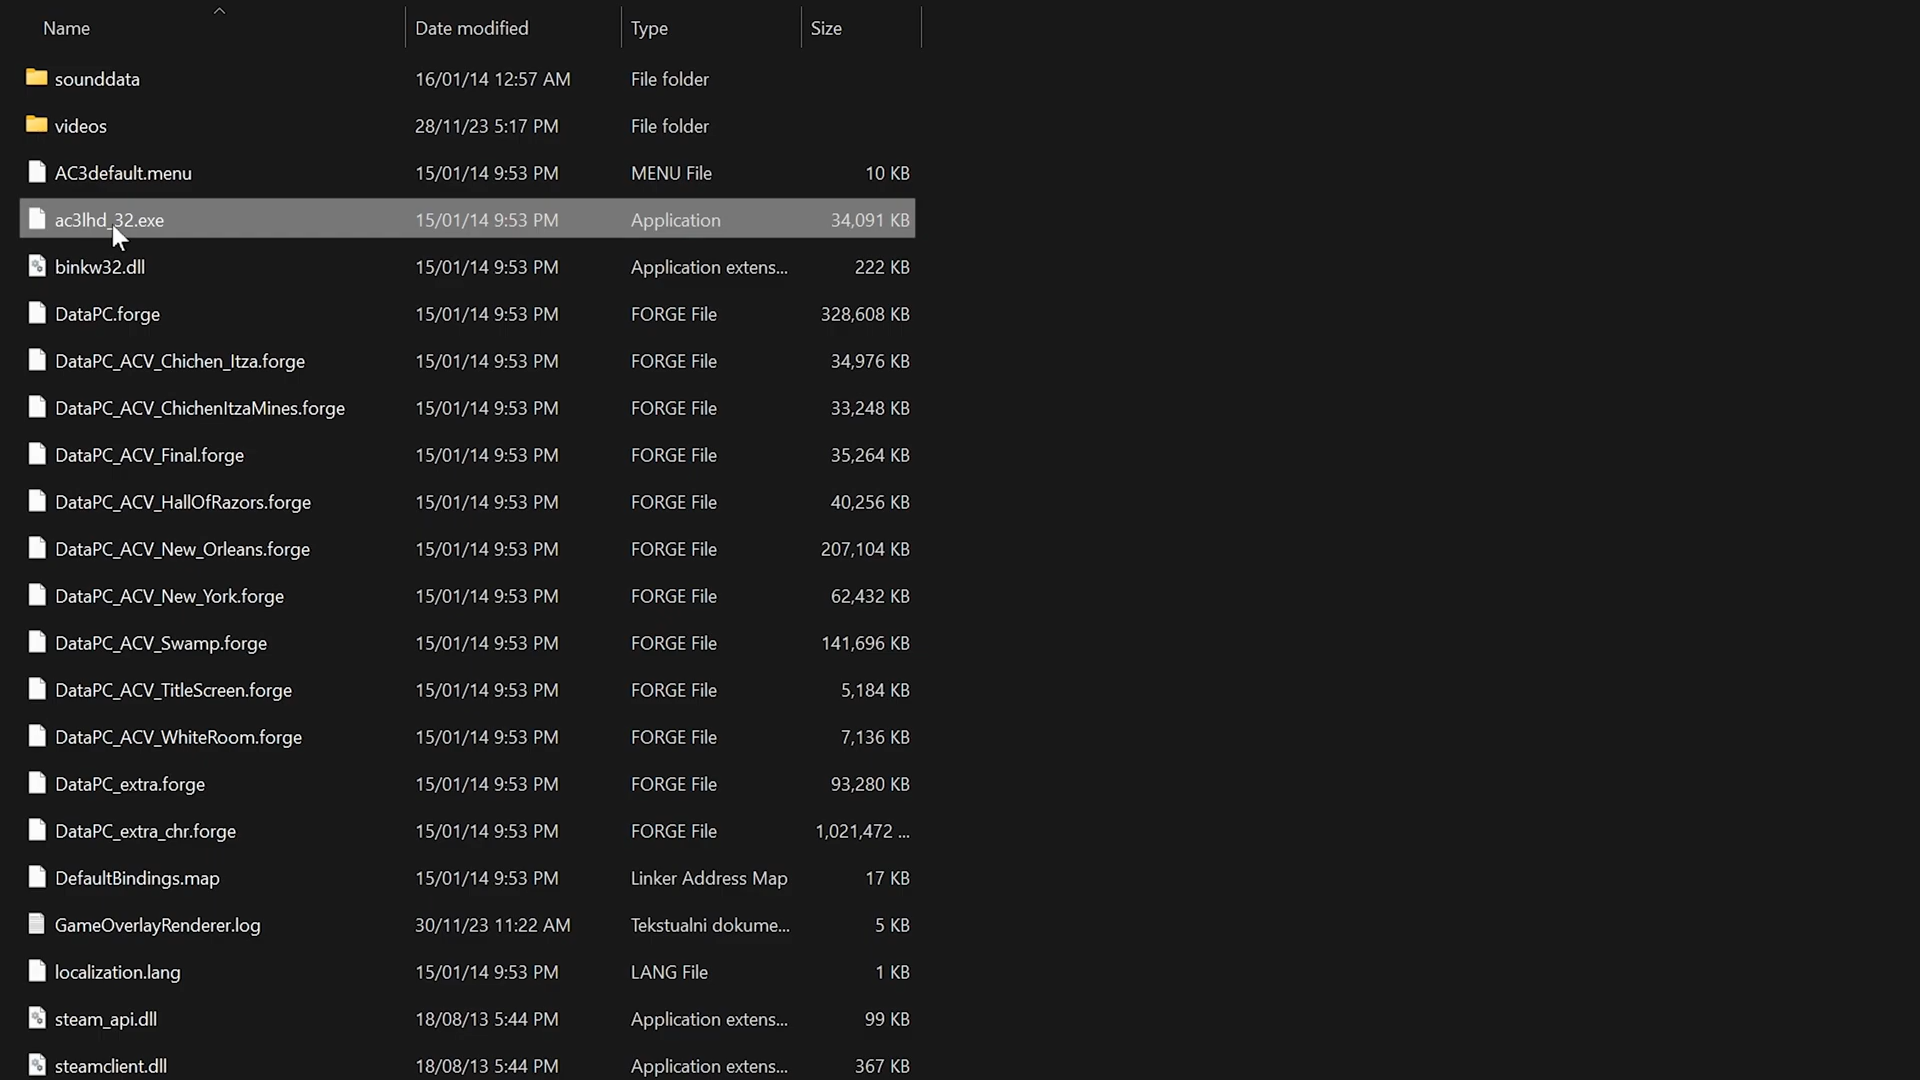 Name Date modified Type Size
sounddata 16/01/14 12:57 AM File folder
videos 28/11/23 5:17 PM File folder
AC3default.menu 15/01/14 9:53 PM MENU File 10 KB
ac3lhd_32.exe 15/01/14 9:53 PM Application 34,091 KB
binkw32.dll 15/01/14 9:53 PM Application extens... 222 KB
DataPC.forge 15/01/14 9:53 PM FORGE File 328,608 KB
DataPC_ACV_Chichen_Itza.forge 15/01/14 9:53 PM FORGE File 34,976 KB
DataPC_ACV_ChichenItzaMines.forge 15/01/14 9:53 PM FORGE File 33,248 KB
DataPC_ACV_Final.forge 15/01/14 9:53 PM FORGE File 35,264 KB
DataPC_ACV_HallOfRazors.forge 15/01/14 9:53 PM FORGE File 40,256 KB
DataPC_ACV_New_Orleans.forge 15/01/14 9:53 PM FORGE File 207,104 KB
DataPC_ACV_New_York.forge 15/01/14 9:53 PM FORGE File 62,432 KB
DataPC_ACV_Swamp.forge 15/01/14 9:53 PM FORGE File 141,696 KB
DataPC_ACV_TitleScreen.forge 15/01/14 9:53 PM FORGE File 5,184 KB
DataPC_ACV_WhiteRoom.forge 15/01/14 9:53 PM FORGE File 7,136 KB
DataPC_extra.forge 15/01/14 9:53 PM FORGE File 93,280 KB
DataPC_extra_chr.forge 15/01/14 9:53 PM FORGE File 1,021,472 ...
DefaultBindings.map 15/01/14 9:53 PM Linker Address Map 17 KB
GameOverlayRenderer.log 30/11/23 11:22 AM Tekstualni dokume... 5 KB
localization.lang 15/01/14 9:53 PM LANG File 1 KB
steam_api.dll 18/08/13 5:44 PM Application extens... 99 KB
steamclient.dll 18/08/13 5:44 PM Application extens... 367 KB